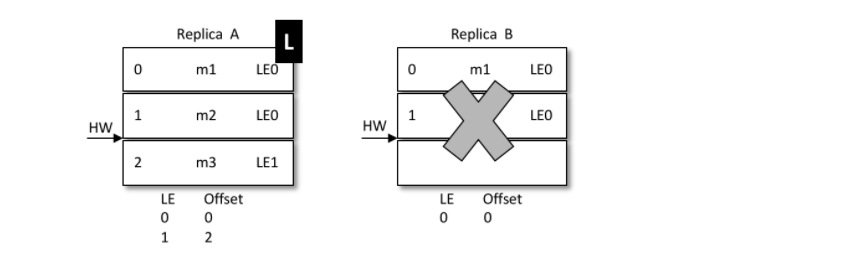 Replica A
L
0 m1 LE0
1 m2 LE0
HW
2 m3 LE1
LE Offset
0 0
1 2
Replica B
0 m1 LE0
1 LE0
HW
LE Offset
0 0